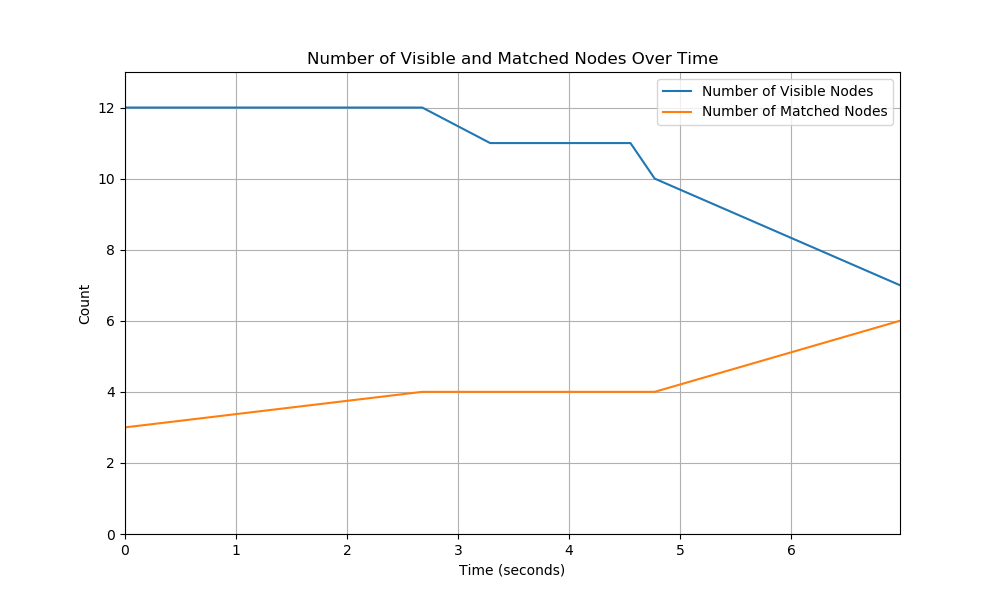 Number of Visible and Matched Nodes Over Time
Number of Visible Nodes
Number of Matched Nodes
Count
12
10
8
6
4
2
0
0 1 2 3 4 5 6
Time (seconds)